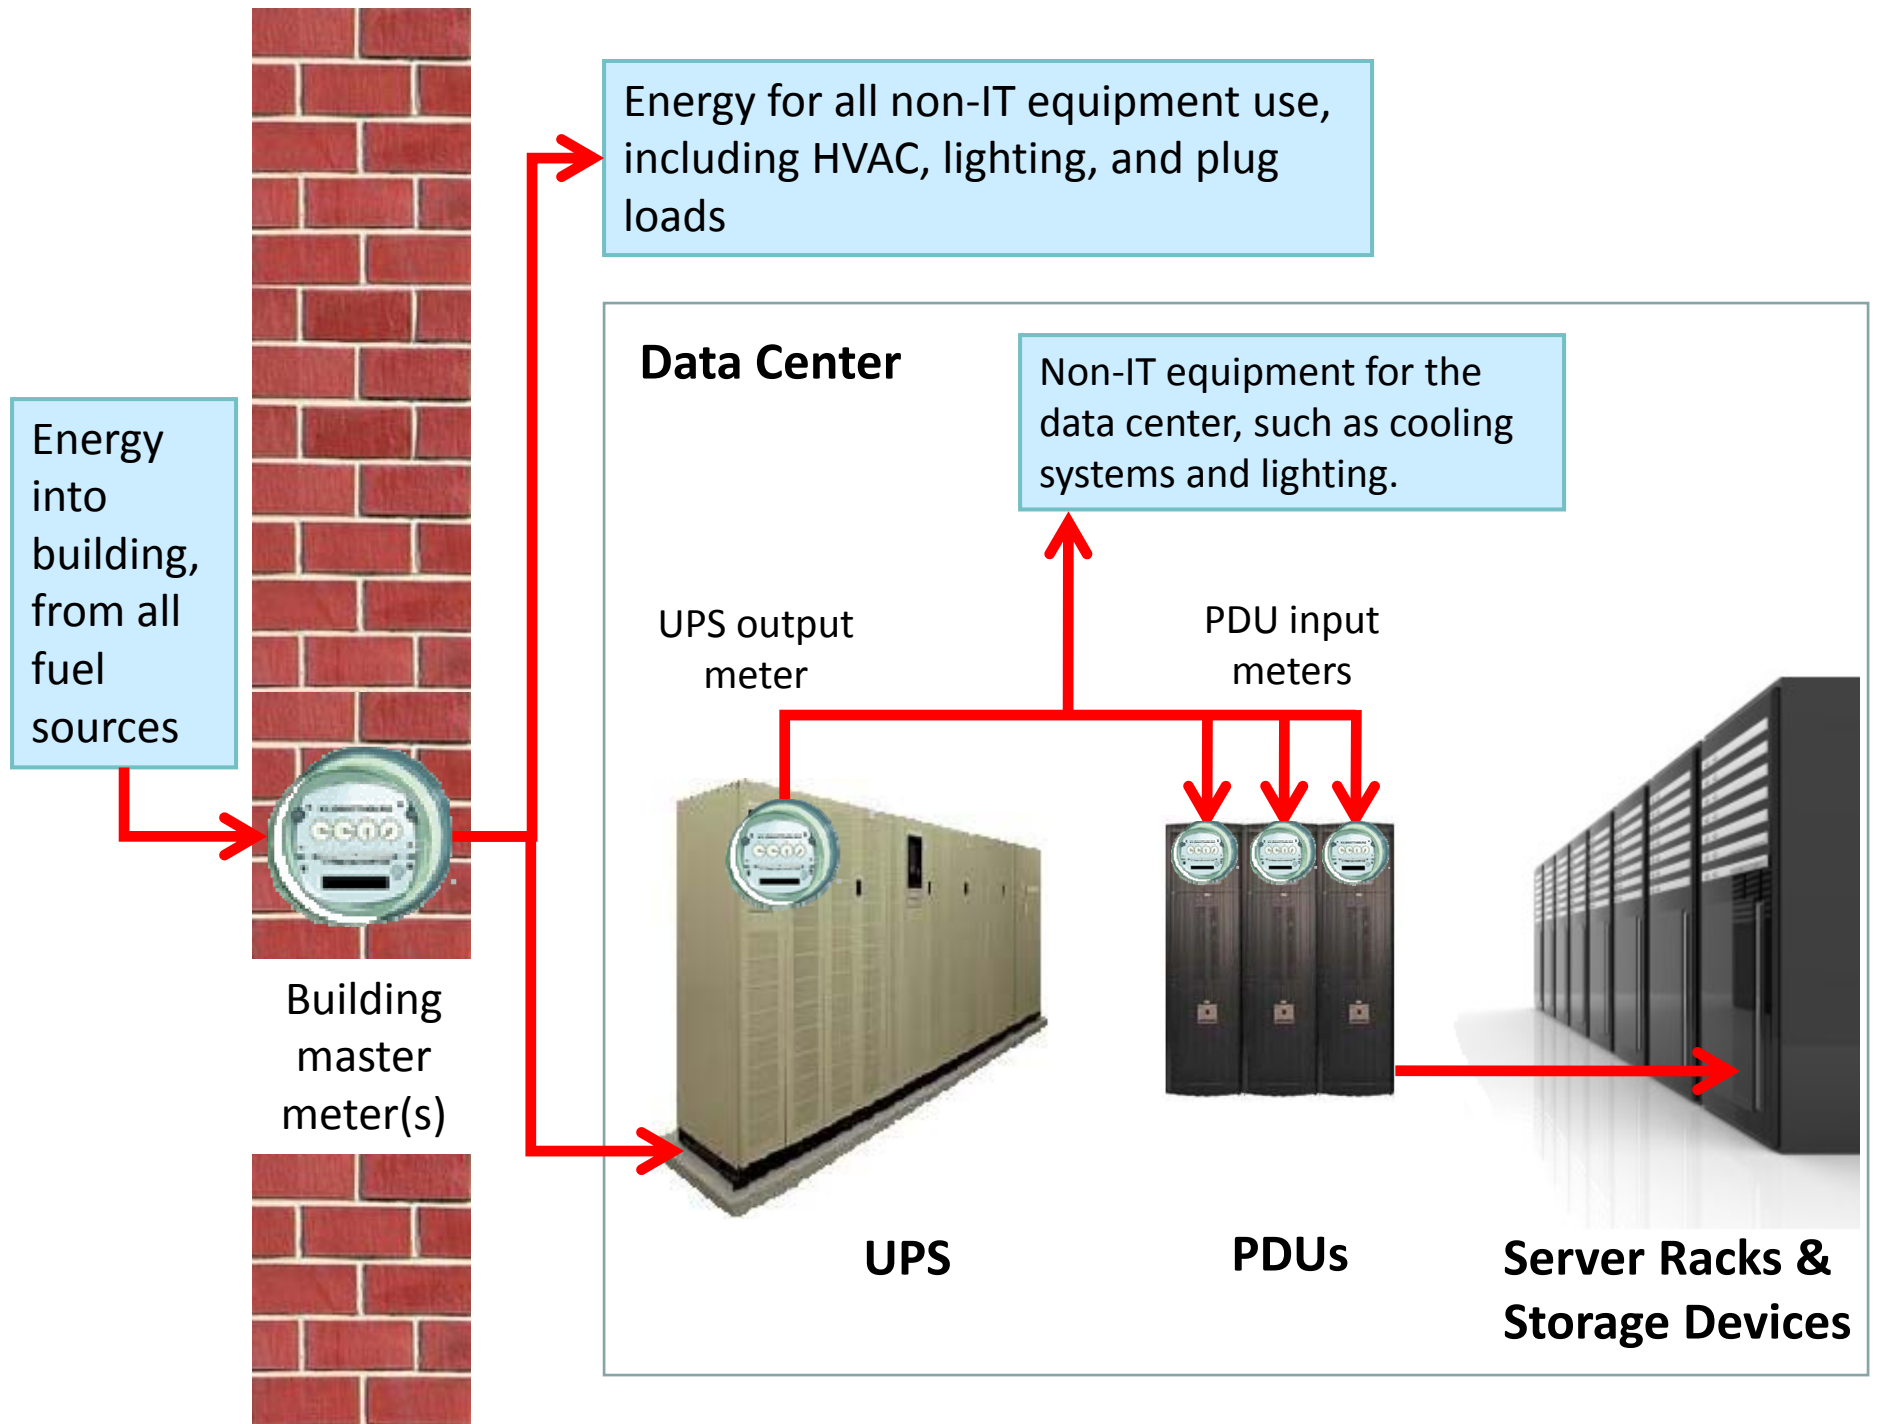 Energy for all non-IT equipment use,
including HVAC, lighting, and plug
loads
Data Center
Non-IT equipment for the
data center, such as cooling
systems and lighting.
Energy
into
building,
from all
fuel
sources
UPS output
meter
PDU input
meters
Building
master
meter(s)
UPS
PDUs
Server Racks &
Storage Devices